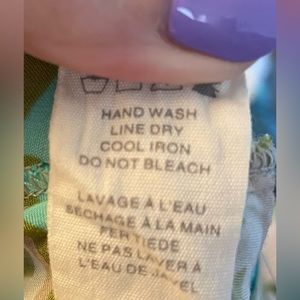 HAND WASH
LINE DRY
COOL IRON
DO NOT BLEACH
LAVAGE À L'EAU
SECHAGE À LA MAIN
FER TIEDE
NE PAS LAVER À
L'EAU DE JAVEL